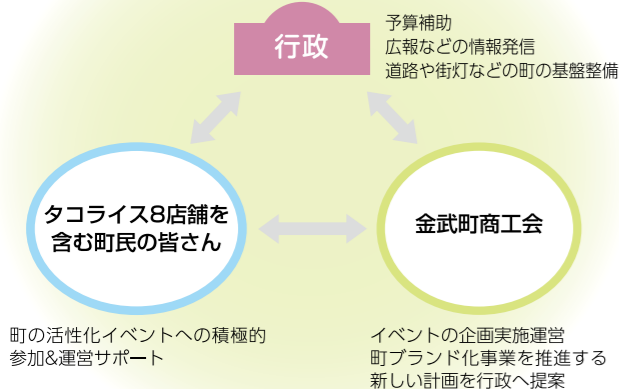 行政
予算補助
広報などの情報発信
道路や街灯などの町の基盤整備
タコライス8店舗を
含む町民の皆さん
金武町商工会
町の活性化イベントへの積極的
参加&運営サポート
イベントの企画実施運営
町ブランド化事業を推進する
新しい計画を行政へ提案